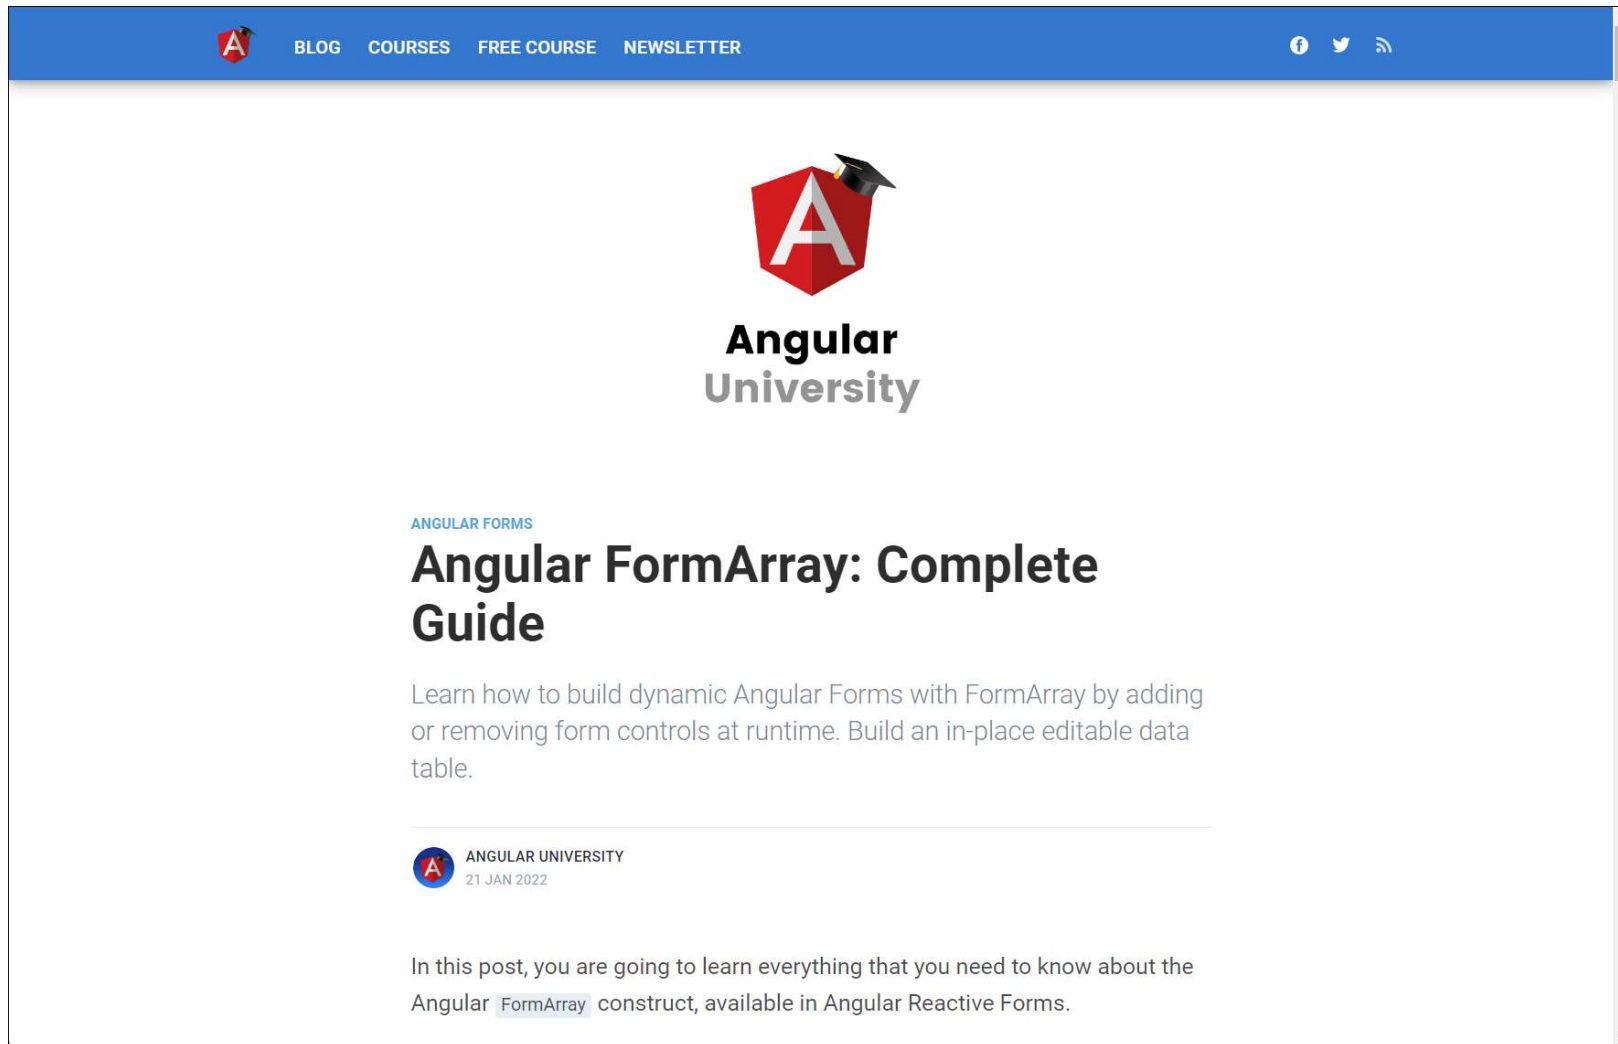 BLOG COURSES FREE COURSE NEWSLETTER
Angular
University
ANGULAR FORMS
Angular FormArray: Complete
Guide
Learn how to build dynamic Angular Forms with FormArray by adding
or removing form controls at runtime. Build an in-place editable data
table.
ANGULAR UNIVERSITY
21 JAN 2022
In this post, you are going to learn everything that you need to know about the
Angular FormArray construct, available in Angular Reactive Forms.